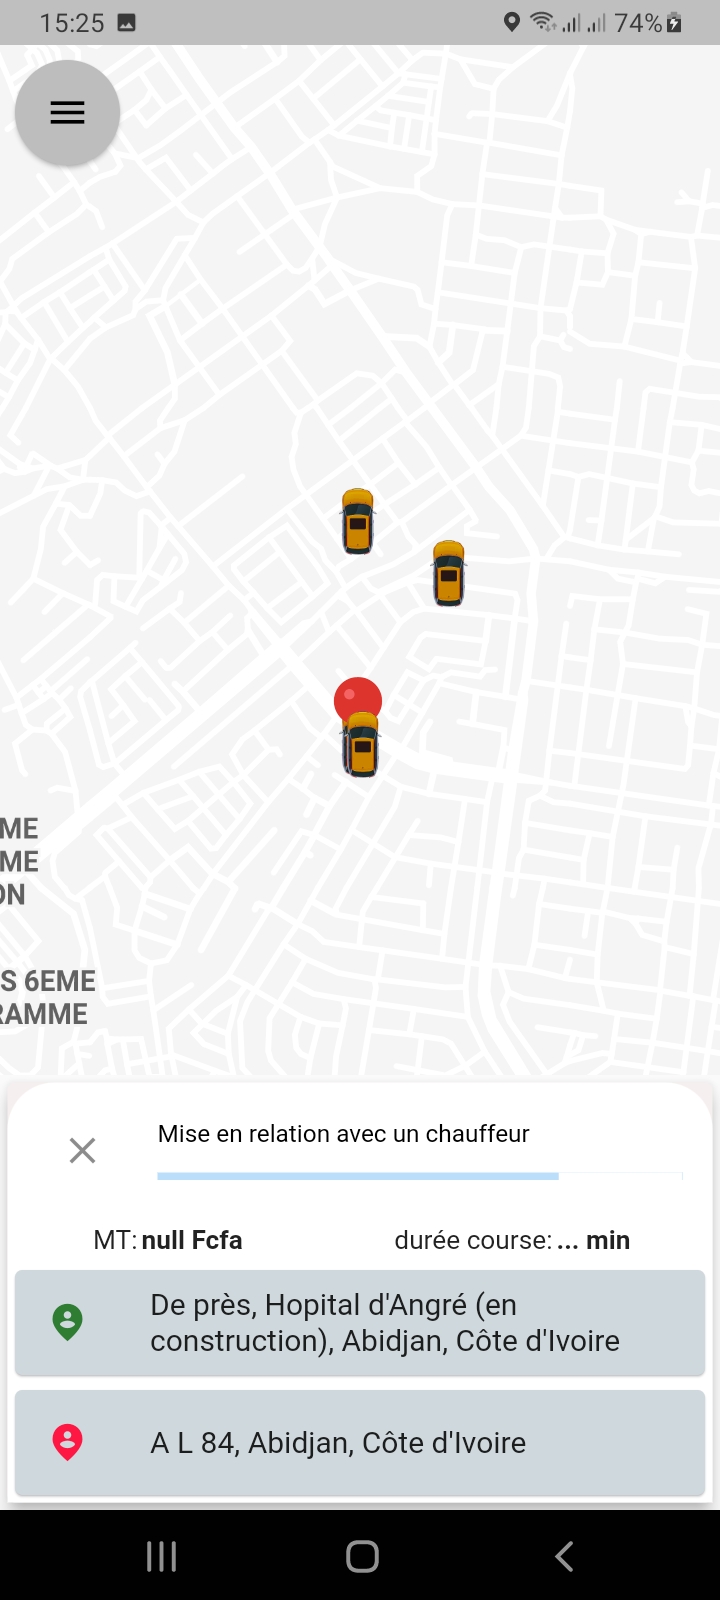 15:25
74%
ME
ME
ON
S 6EME
RAMME
Mise en relation avec un chauffeur
MT: null Fcfa
durée course: ... min
De près, Hopital d'Angré (en
construction), Abidjan, Côte d'Ivoire
A L 84, Abidjan, Côte d'Ivoire